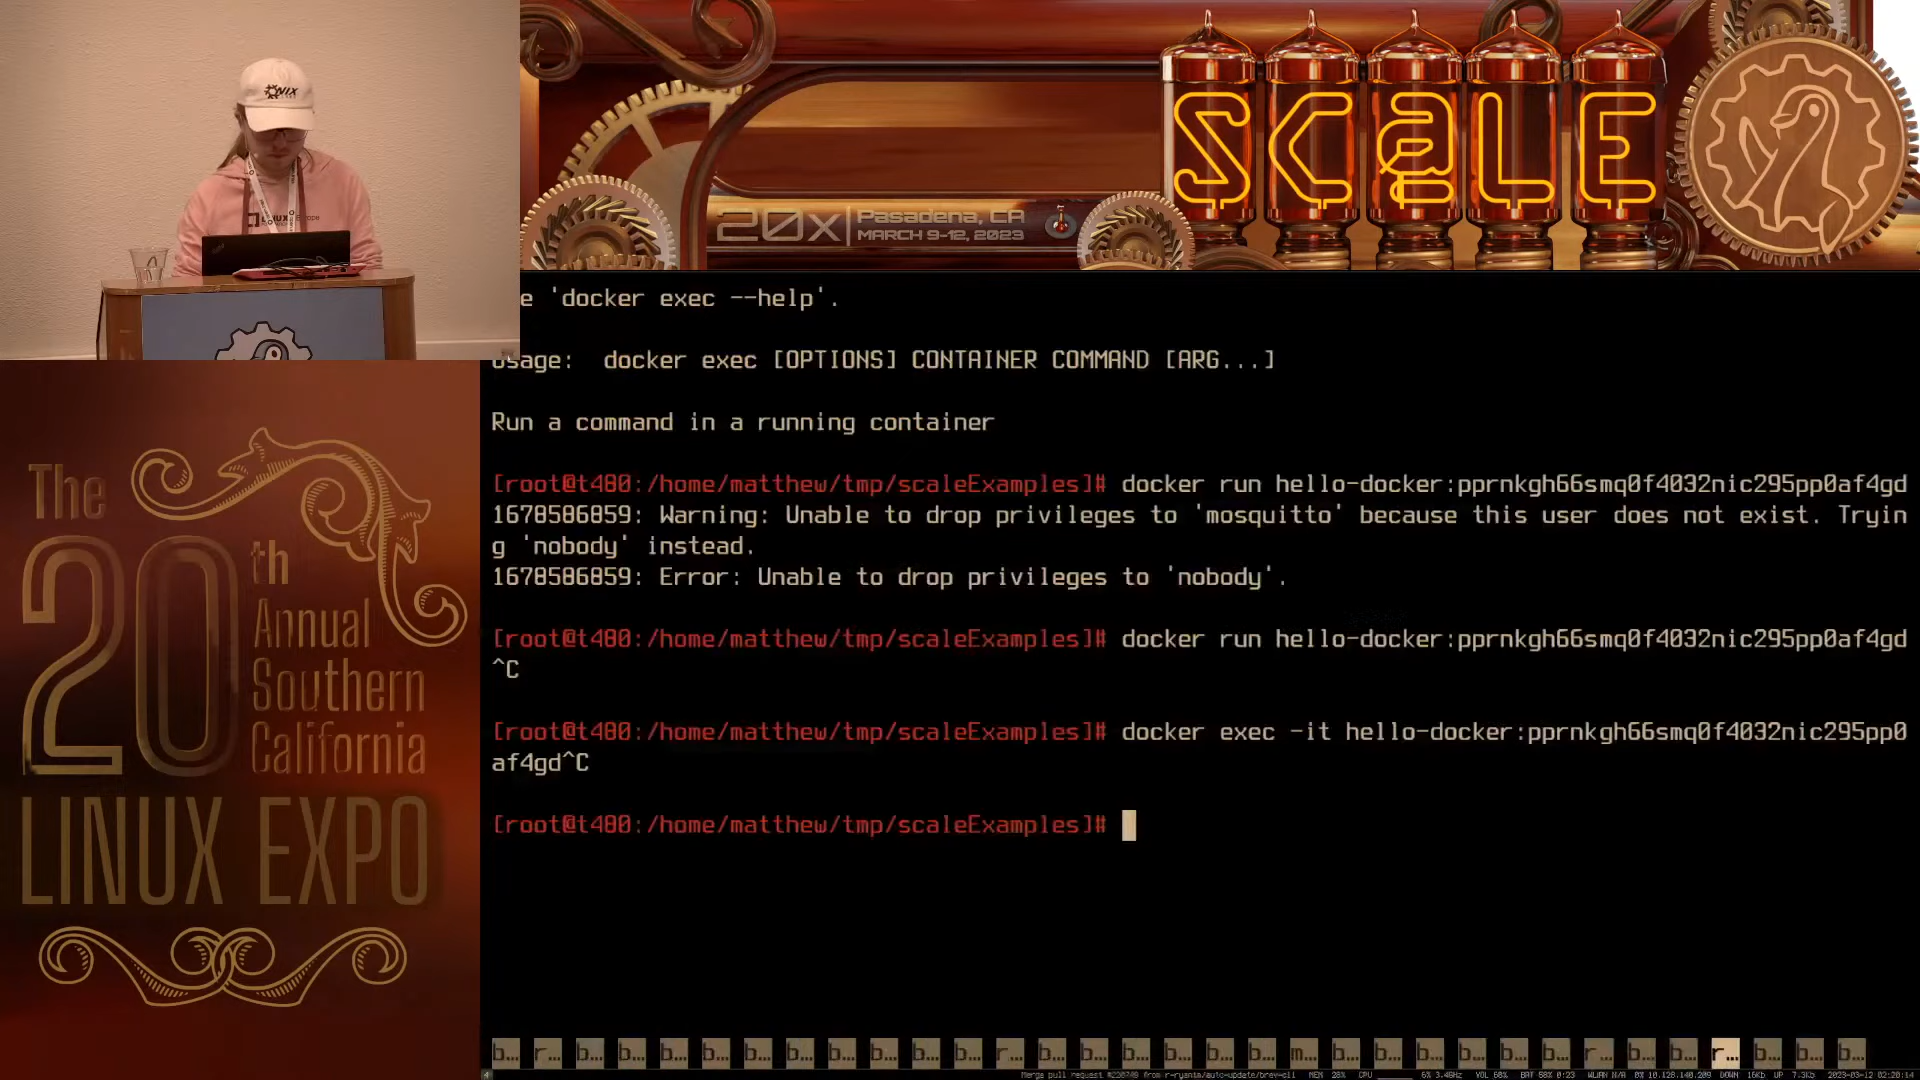 NIX
SCaLE
20x
Pasadena, CA
MARCH 9-12, 2023
e 'docker exec --help'.
Usage:  docker exec [OPTIONS] CONTAINER COMMAND [ARG...]
Run a command in a running container
[root@t480:/home/matthew/tmp/scaleExamples]# docker run hello-docker:pprnkgh66smq0f4032nic295pp0af4gd
1678586859: Warning: Unable to drop privileges to 'mosquitto' because this user does not exist. Tryin
g 'nobody' instead.
1678586859: Error: Unable to drop privileges to 'nobody'.
[root@t480:/home/matthew/tmp/scaleExamples]# docker run hello-docker:pprnkgh66smq0f4032nic295pp0af4gd
^C
[root@t480:/home/matthew/tmp/scaleExamples]# docker exec -it hello-docker:pprnkgh66smq0f4032nic295pp0
af4gd^C
[root@t480:/home/matthew/tmp/scaleExamples]#
The
20th
Annual
Southern
California
LINUX EXPO
b… r… b… b… b… b… b… b… b… b… b… b… r… b… b… b… b… b… b… m… b… b… b… b… b… b… r… b… b… r… b… b… b…